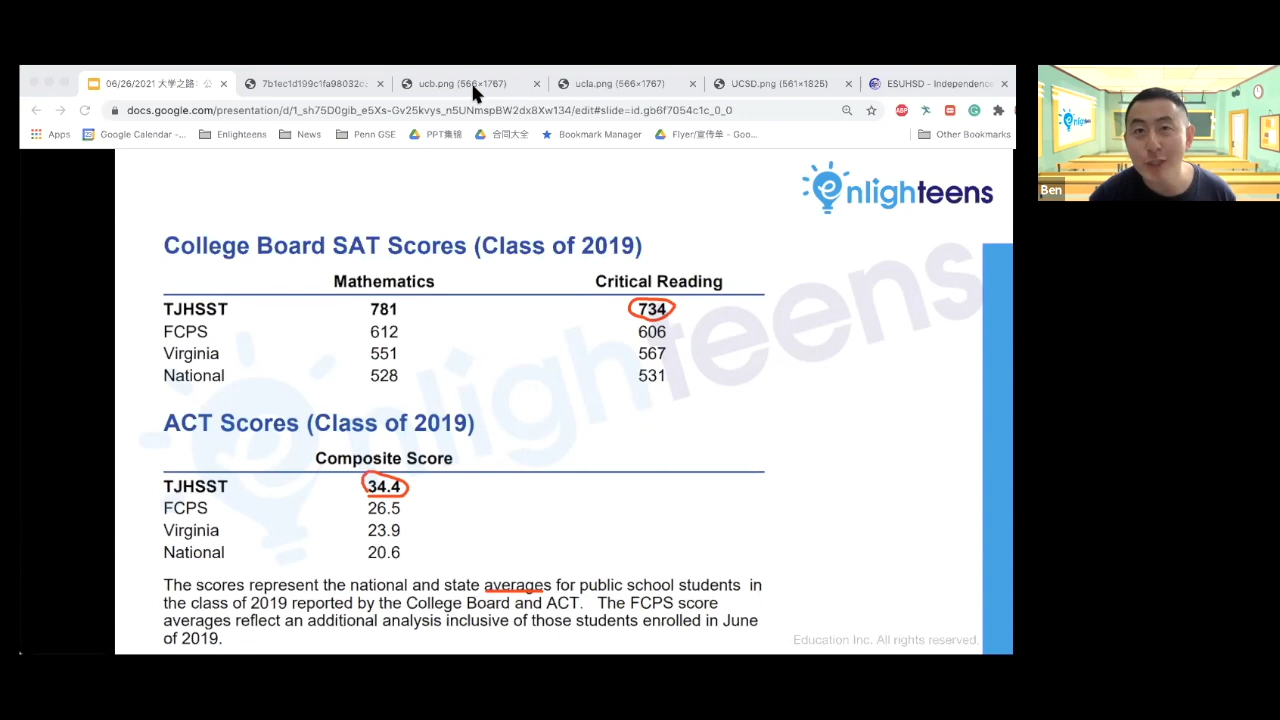 06/26/2021 大学之路: 公
7b1ec1d199c1fa98032c
ucb.png (566×1767)
ucla.png (566×1767)
UCSD.png (561×1825)
ESUHSD - Independence
docs.google.com/presentation/d/1_sh75D0gib_e5Xs-Gv25kvys_n5UNmspBW2dx8Xw134/edit#slide=id.gb6f7054c1c_0_0
Apps
Google Calendar -...
Enlighteens
News
Penn GSE
PPT集锦
合同大全
Bookmark Manager
Flyer/宣传单 - Goo...
Other Bookmarks
enlighteens
Ben
College Board SAT Scores (Class of 2019)
Mathematics Critical Reading
TJHSST 781 734
FCPS 612 606
Virginia 551 567
National 528 531
ACT Scores (Class of 2019)
Composite Score
TJHSST 34.4
FCPS 26.5
Virginia 23.9
National 20.6
The scores represent the national and state averages for public school students in
the class of 2019 reported by the College Board and ACT. The FCPS score
averages reflect an additional analysis inclusive of those students enrolled in June
of 2019.
Education Inc. All rights reserved.
enlighteens